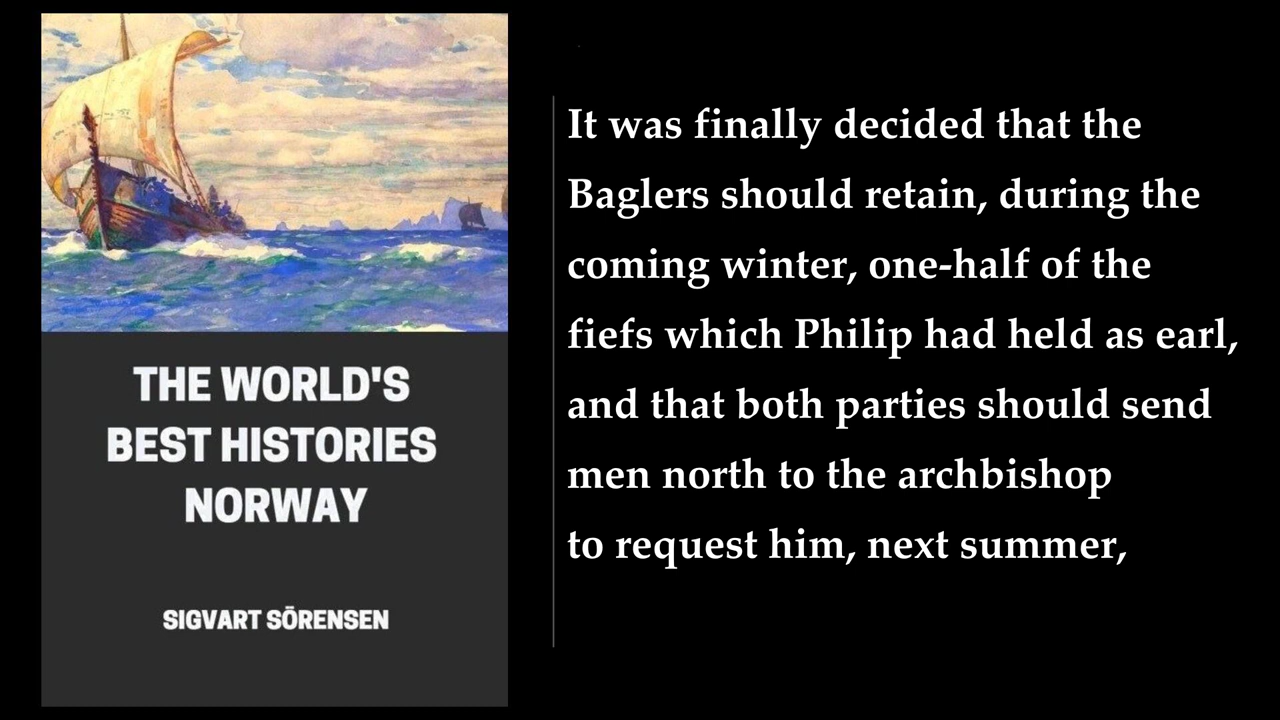 THE WORLD'S
BEST HISTORIES
NORWAY
SIGVART SÖRENSEN
It was finally decided that the
Baglers should retain, during the
coming winter, one-half of the
fiefs which Philip had held as earl,
and that both parties should send
men north to the archbishop
to request him, next summer,